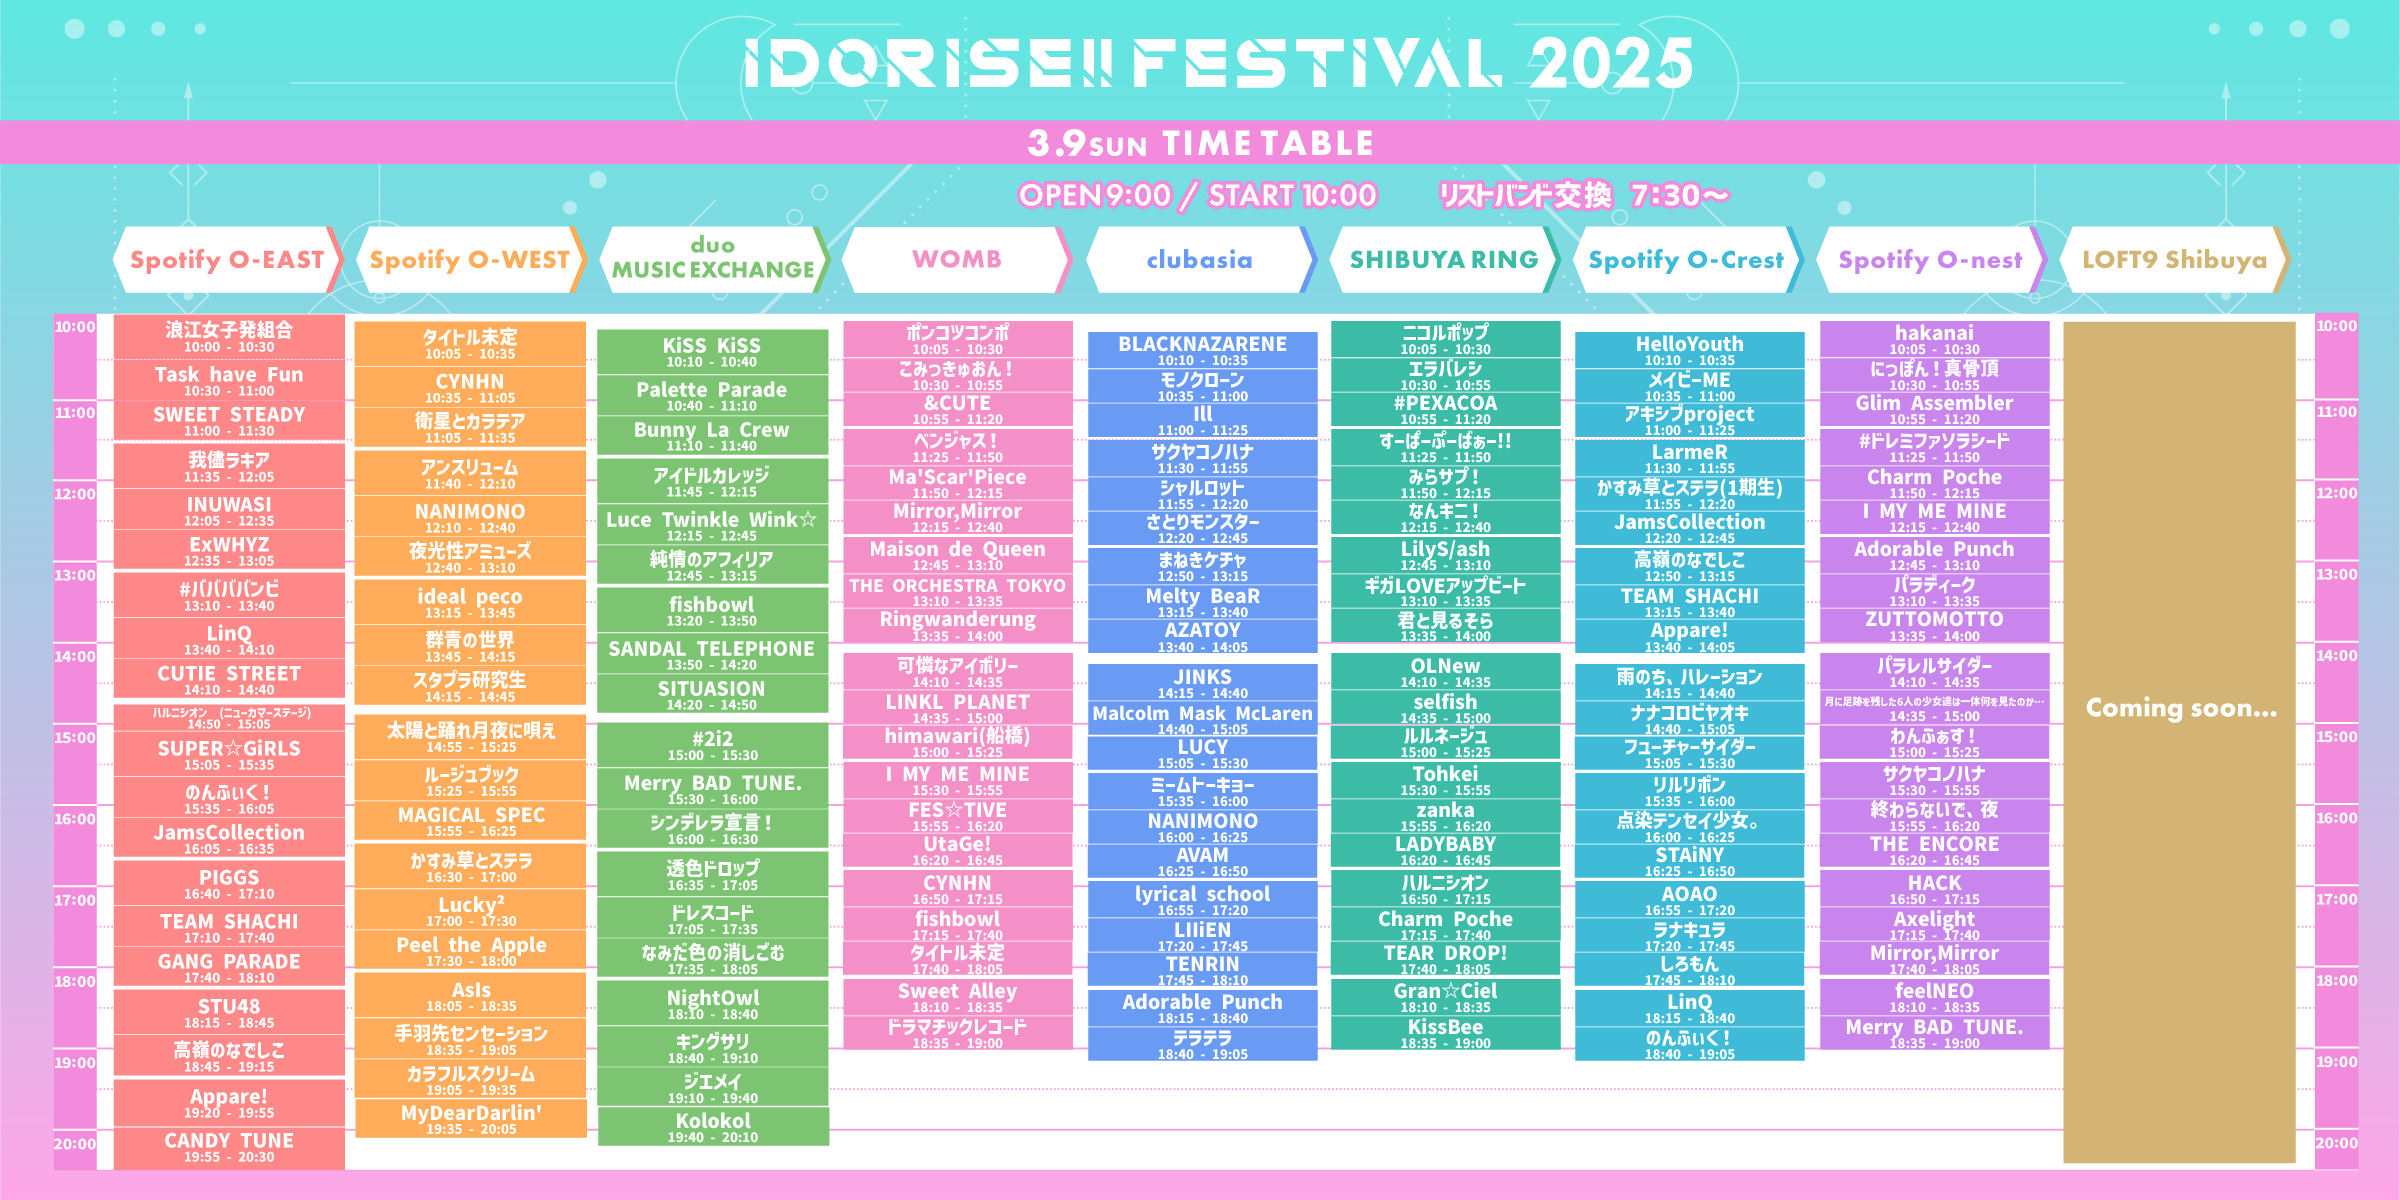 IDORISE!! FESTIVAL 2025
3.9SUN TIME TABLE
OPEN 9:00 / START 10:00 リストバンド交換 7:30～
Spotify O-EAST
Spotify O-WEST
duo
MUSIC EXCHANGE
WOMB
clubasia
SHIBUYA RING
Spotify O-Crest
Spotify O-nest
LOFT9 Shibuya
10:00
11:00
12:00
13:00
14:00
15:00
16:00
17:00
18:00
19:00
20:00
浪江女子発組合
10:00 - 10:30
Task have Fun
10:30 - 11:00
SWEET STEADY
11:00 - 11:30
我儘ラキア
11:35 - 12:05
INUWASI
12:05 - 12:35
ExWHYZ
12:35 - 13:05
#ババババンビ
13:10 - 13:40
LinQ
13:40 - 14:10
CUTIE STREET
14:10 - 14:40
ハルニシオン （ニューカマーステージ）
14:50 - 15:05
SUPER☆GiRLS
15:05 - 15:35
のんふぃく！
15:35 - 16:05
JamsCollection
16:05 - 16:35
PIGGS
16:40 - 17:10
TEAM SHACHI
17:10 - 17:40
GANG PARADE
17:40 - 18:10
STU48
18:15 - 18:45
高嶺のなでしこ
18:45 - 19:15
Appare!
19:20 - 19:55
CANDY TUNE
19:55 - 20:30
タイトル未定
10:05 - 10:35
CYNHN
10:35 - 11:05
衛星とカラテア
11:05 - 11:35
アンスリューム
11:40 - 12:10
NANIMONO
12:10 - 12:40
夜光性アミューズ
12:40 - 13:10
ideal peco
13:15 - 13:45
群青の世界
13:45 - 14:15
スタプラ研究生
14:15 - 14:45
太陽と踊れ月夜に唄え
14:55 - 15:25
ルージュブック
15:25 - 15:55
MAGICAL SPEC
15:55 - 16:25
かすみ草とステラ
16:30 - 17:00
Lucky²
17:00 - 17:30
Peel the Apple
17:30 - 18:00
AsIs
18:05 - 18:35
手羽先センセーション
18:35 - 19:05
カラフルスクリーム
19:05 - 19:35
MyDearDarlin'
19:35 - 20:05
KiSS KiSS
10:10 - 10:40
Palette Parade
10:40 - 11:10
Bunny La Crew
11:10 - 11:40
アイドルカレッジ
11:45 - 12:15
Luce Twinkle Wink☆
12:15 - 12:45
純情のアフィリア
12:45 - 13:15
fishbowl
13:20 - 13:50
SANDAL TELEPHONE
13:50 - 14:20
SITUASION
14:20 - 14:50
#2i2
15:00 - 15:30
Merry BAD TUNE.
15:30 - 16:00
シンデレラ宣言！
16:00 - 16:30
透色ドロップ
16:35 - 17:05
ドレスコード
17:05 - 17:35
なみだ色の消しごむ
17:35 - 18:05
NightOwl
18:10 - 18:40
キングサリ
18:40 - 19:10
ジエメイ
19:10 - 19:40
Kolokol
19:40 - 20:10
ポンコツコンポ
10:05 - 10:30
こみっきゅおん！
10:30 - 10:55
&CUTE
10:55 - 11:20
ベンジャス！
11:25 - 11:50
Ma'Scar'Piece
11:50 - 12:15
Mirror,Mirror
12:15 - 12:40
Maison de Queen
12:45 - 13:10
THE ORCHESTRA TOKYO
13:10 - 13:35
Ringwanderung
13:35 - 14:00
可憐なアイボリー
14:10 - 14:35
LINKL PLANET
14:35 - 15:00
himawari(船橋)
15:00 - 15:25
I MY ME MINE
15:30 - 15:55
FES☆TIVE
15:55 - 16:20
UtaGe!
16:20 - 16:45
CYNHN
16:50 - 17:15
fishbowl
17:15 - 17:40
タイトル未定
17:40 - 18:05
Sweet Alley
18:10 - 18:35
ドラマチックレコード
18:35 - 19:00
BLACKNAZARENE
10:10 - 10:35
モノクローン
10:35 - 11:00
Ill
11:00 - 11:25
サクヤコノハナ
11:30 - 11:55
シャルロット
11:55 - 12:20
さとりモンスター
12:20 - 12:45
まねきケチャ
12:50 - 13:15
Melty BeaR
13:15 - 13:40
AZATOY
13:40 - 14:05
JINKS
14:15 - 14:40
Malcolm Mask McLaren
14:40 - 15:05
LUCY
15:05 - 15:30
ミームトーキョー
15:35 - 16:00
NANIMONO
16:00 - 16:25
AVAM
16:25 - 16:50
lyrical school
16:55 - 17:20
LIIiEN
17:20 - 17:45
TENRIN
17:45 - 18:10
Adorable Punch
18:15 - 18:40
テラテラ
18:40 - 19:05
ニコルポップ
10:05 - 10:30
エラバレシ
10:30 - 10:55
#PEXACOA
10:55 - 11:20
すーぱーぷーばぁー!!
11:25 - 11:50
みらサプ！
11:50 - 12:15
なんキニ！
12:15 - 12:40
LilyS/ash
12:45 - 13:10
ギガLOVEアップビート
13:10 - 13:35
君と見るそら
13:35 - 14:00
OLNew
14:10 - 14:35
selfish
14:35 - 15:00
ルルネージュ
15:00 - 15:25
Tohkei
15:30 - 15:55
zanka
15:55 - 16:20
LADYBABY
16:20 - 16:45
ハルニシオン
16:50 - 17:15
Charm Poche
17:15 - 17:40
TEAR DROP!
17:40 - 18:05
Gran☆Ciel
18:10 - 18:35
KissBee
18:35 - 19:00
HelloYouth
10:10 - 10:35
メイビーME
10:35 - 11:00
アキシブproject
11:00 - 11:25
LarmeR
11:30 - 11:55
かすみ草とステラ(1期生)
11:55 - 12:20
JamsCollection
12:20 - 12:45
高嶺のなでしこ
12:50 - 13:15
TEAM SHACHI
13:15 - 13:40
Appare!
13:40 - 14:05
雨のち、ハレーション
14:15 - 14:40
ナナコロビヤオキ
14:40 - 15:05
フューチャーサイダー
15:05 - 15:30
リルリボン
15:35 - 16:00
点染テンセイ少女。
16:00 - 16:25
STAiNY
16:25 - 16:50
AOAO
16:55 - 17:20
ラナキュラ
17:20 - 17:45
しろもん
17:45 - 18:10
LinQ
18:15 - 18:40
のんふぃく！
18:40 - 19:05
hakanai
10:05 - 10:30
にっぽん！真骨頂
10:30 - 10:55
Glim Assembler
10:55 - 11:20
#ドレミファソラシード
11:25 - 11:50
Charm Poche
11:50 - 12:15
I MY ME MINE
12:15 - 12:40
Adorable Punch
12:45 - 13:10
パラディーク
13:10 - 13:35
ZUTTOMOTTO
13:35 - 14:00
パラレルサイダー
14:10 - 14:35
月に足跡を残した6人の少女達は一体何を見たのか…
14:35 - 15:00
わんふぁす！
15:00 - 15:25
サクヤコノハナ
15:30 - 15:55
終わらないで、夜
15:55 - 16:20
THE ENCORE
16:20 - 16:45
HACK
16:50 - 17:15
Axelight
17:15 - 17:40
Mirror,Mirror
17:40 - 18:05
feelNEO
18:10 - 18:35
Merry BAD TUNE.
18:35 - 19:00
Coming soon...
10:00
11:00
12:00
13:00
14:00
15:00
16:00
17:00
18:00
19:00
20:00